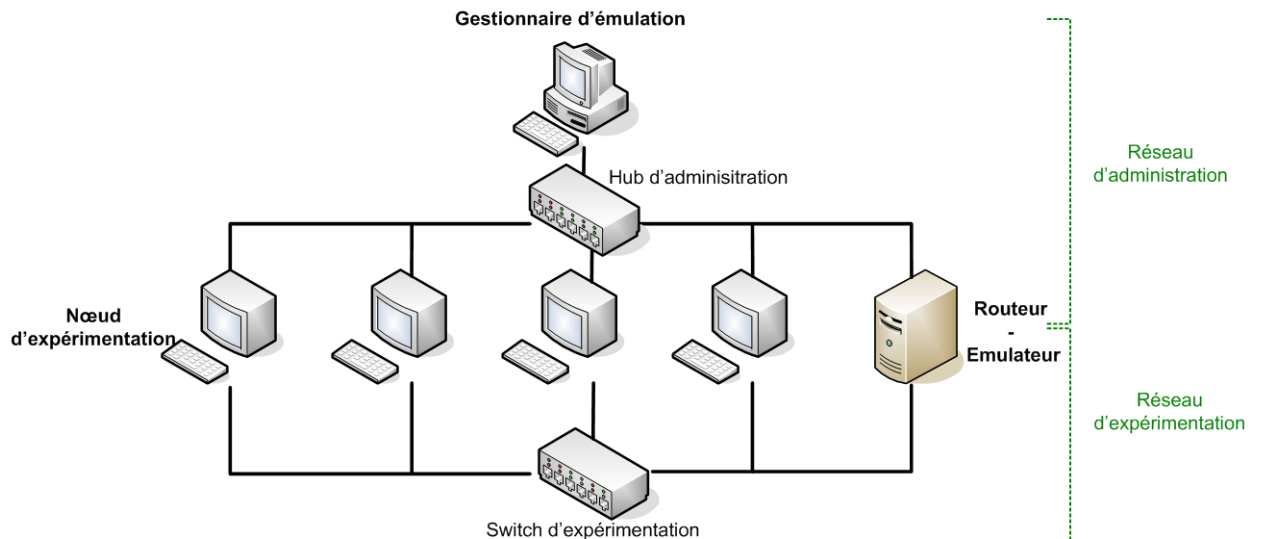 Gestionnaire d'émulation
Hub d'adminisitration
Réseau
d'administration
Nœud
d'expérimentation
Routeur
-
Emulateur
Réseau
d'expérimentation
Switch d'expérimentation